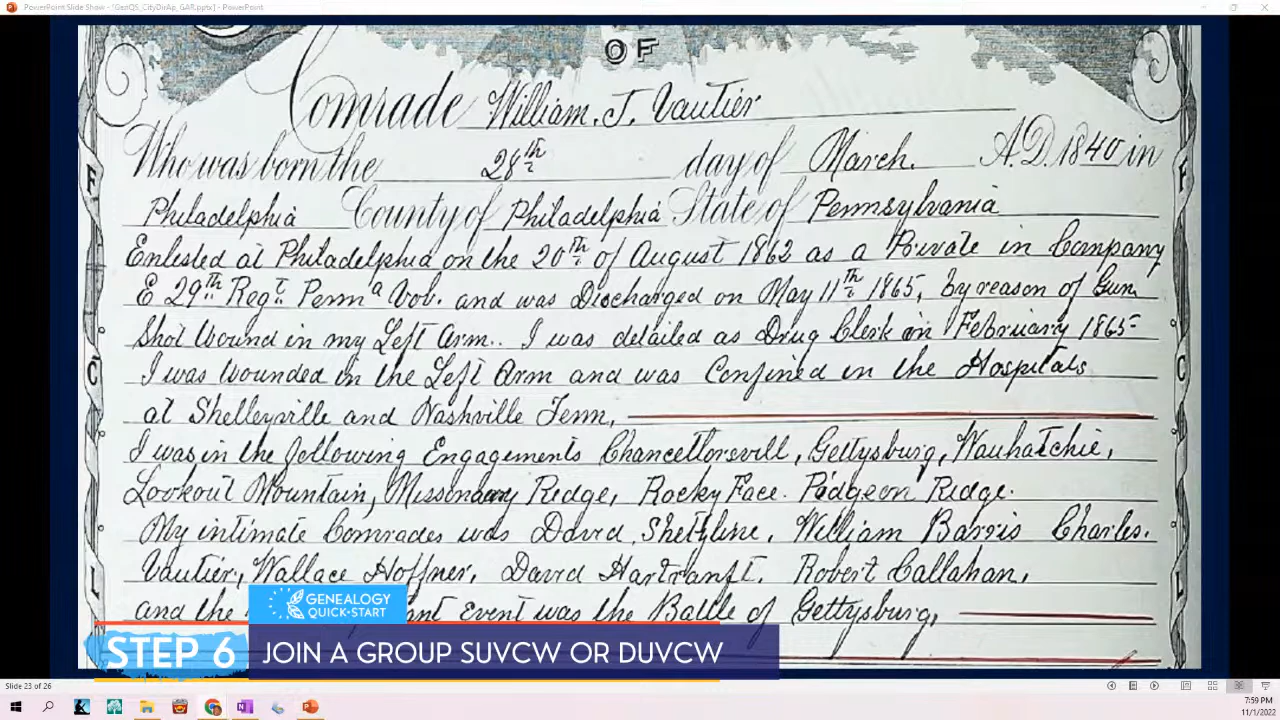 PowerPoint Slide Show - [GenQS_CityDirAp_GAR.pptx] - PowerPoint
OF
Comrade William. J. Vautier
Who was born the 28th day of March. A.D. 1840 in
Philadelphia County of Philadelphia State of Pennsylvania
Enlested at Philadelphia on the 20th of August 1862 as a Private in Company
E 29th Regt. Penna Vol. and was Discharged on May 11th 1865, by reason of Gun
Shot Wound in my Left Arm.. I was detailed as Drug Clerk in February 1865
I was Wounded in the Left Arm and was Confined in the Hospitals
at Shelleyville and Nashville Tenn,
I was in the following Engagements Chancellorsvill, Gettysburg, Wauhatchie,
Lookout Mountain, Missonary Ridge, Rocky Face. Pidgeon Ridge.
My intimate Comrades was David Shetzline, William Barris Charles.
Vautier, Wallace Hoffner, David Hartranft. Robert Callahan,
and the Event was the Battle of Gettysburg,
F
C
L
F
C
L
GENEALOGY
QUICK-START
STEP 6
JOIN A GROUP SUVCW OR DUVCW
Slide 23 of 26
7:59 PM
11/1/2022